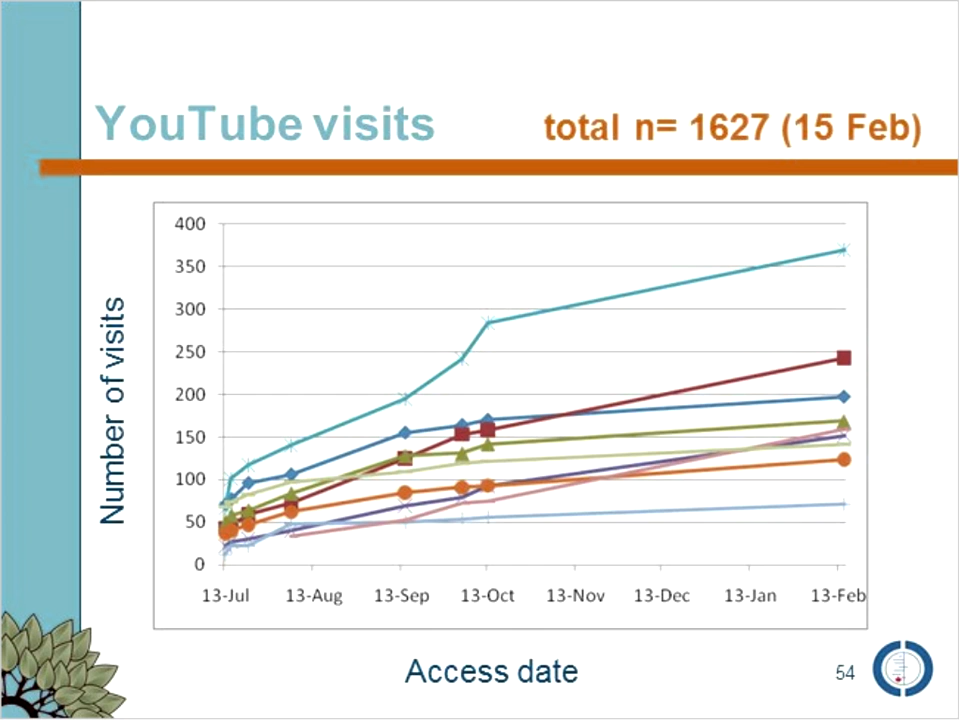 YouTube visits total n= 1627 (15 Feb)
Number of visits
400
350
300
250
200
150
100
50
0
13-Jul 13-Aug 13-Sep 13-Oct 13-Nov 13-Dec 13-Jan 13-Feb
Access date
54